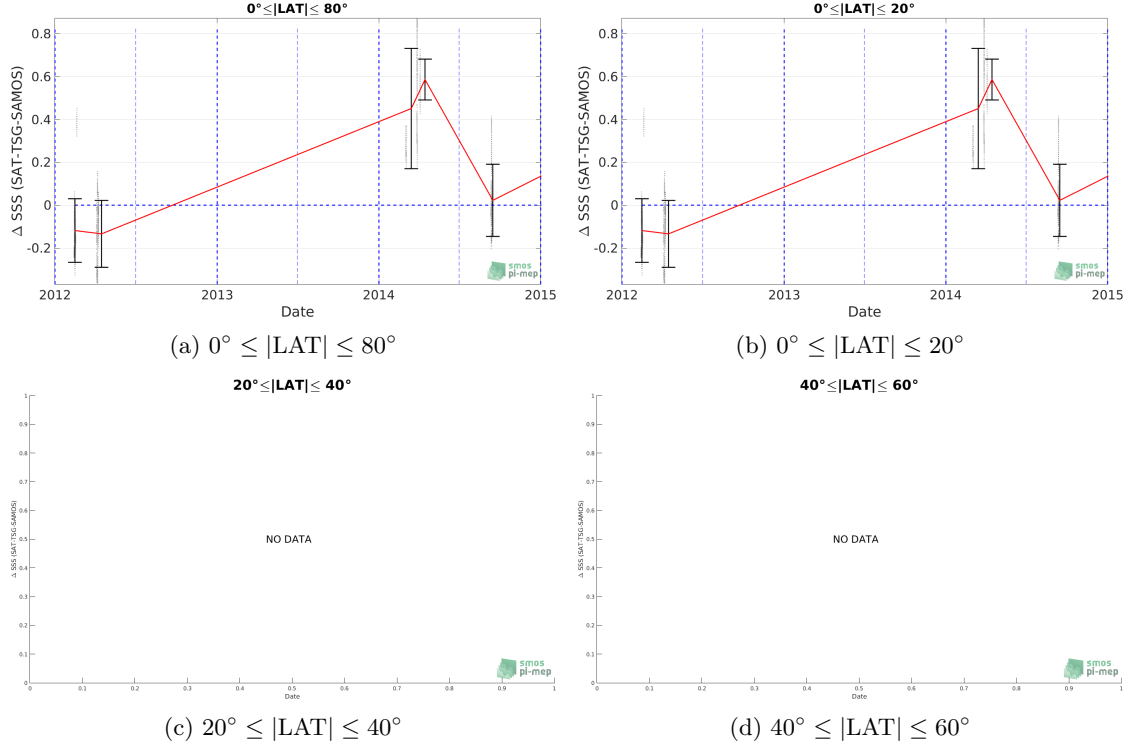 0°≤|LAT|≤ 80°
Δ SSS (SAT-TSG-SAMOS)
0.8
0.6
0.4
0.2
0
-0.2
2012
2013
2014
2015
Date
smos
pi-mep
(a) 0° ≤ |LAT| ≤ 80°
0°≤|LAT|≤ 20°
Δ SSS (SAT-TSG-SAMOS)
0.8
0.6
0.4
0.2
0
-0.2
2012
2013
2014
2015
Date
smos
pi-mep
(b) 0° ≤ |LAT| ≤ 20°
20°≤|LAT|≤ 40°
Δ SSS (SAT-TSG-SAMOS)
1
0.9
0.8
0.7
0.6
0.5
0.4
0.3
0.2
0.1
0
NO DATA
0
0.1
0.2
0.3
0.4
0.5
0.6
0.7
0.8
0.9
1
Date
smos
pi-mep
(c) 20° ≤ |LAT| ≤ 40°
40°≤|LAT|≤ 60°
Δ SSS (SAT-TSG-SAMOS)
1
0.9
0.8
0.7
0.6
0.5
0.4
0.3
0.2
0.1
0
NO DATA
0
0.1
0.2
0.3
0.4
0.5
0.6
0.7
0.8
0.9
1
Date
smos
pi-mep
(d) 40° ≤ |LAT| ≤ 60°